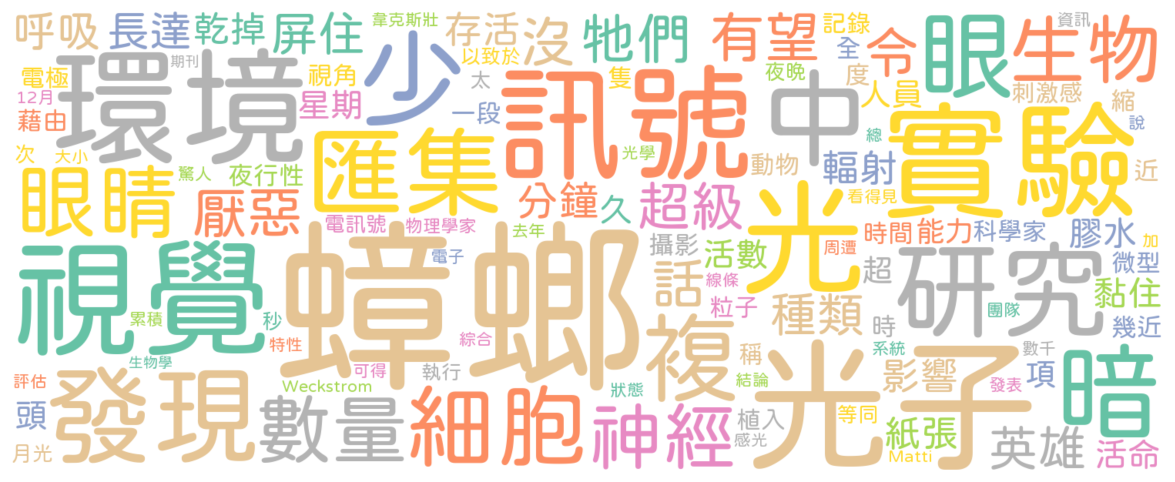 呼吸 長達 乾掉 屏住 韋克斯壯 存活 沒 牠們 有望 記錄 全 令 眼 生物 資訊
電極 期刊 環境 視角 少 以致於 太 隻 夜晚 度 人員 刺激感 縮
12月 星期 一段 訊號 中 說
藉由 匯集 實驗 總
次 大小 驚人 夜行性 光學 動物 輻射 近
眼睛 厭惡 分鐘 久 超級 光 看得見
電訊號 物理學家 去年 攝影 活數 周遭 時間 能力 科學家 膠水 加
視覺 蟑螂 電子 話 線條 粒子 種類 超 研究 微型 黏住
累積 秒 特性 綜合 複 時 團隊 幾近
生物學 可得 執行 稱 系統 數千
評估 發現 Weckstrom 狀態 結論 光子 影響 發表 項 暗
頭 數量 細胞 神經 植入 等同 紙張 英雄
月光 感光 Matti 活命